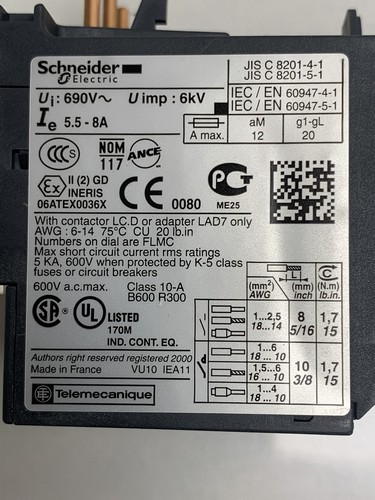 Schneider
Electric
JIS C 8201-4-1
JIS C 8201-5-1
Ui: 690V~ U imp: 6kV
IEC / EN 60947-4-1
IEC / EN 60947-5-1
Ie 5.5 - 8A
aM g1-gL
A max. 12 20
CCC S
NOM
117
ANCE
Ex II (2) GD
INERIS
06ATEX0036X
CE 0080
PCT
ME25
With contactor LC.D or adapter LAD7 only
AWG : 6-14 75°C CU 20 lb.in
Numbers on dial are FLMC
Max short circuit current rms ratings
5 KA, 600V when protected by K-5 class
fuses or circuit breakers
600V a.c.max. Class 10-A
B600 R300
SA ® UL LISTED
170M
IND. CONT. EQ.
L
(mm²) (mm) (N.m)
AWG inch lb.in.
1...2,5 8 1,7
18...14 5/16 15
1...6
18 ... 10
1,5...6 10 1,7
16 ... 10 3/8 15
1...4
18 ... 10
Authors right reserved registered 2000
Made in France VU10 IEA11
Telemecanique